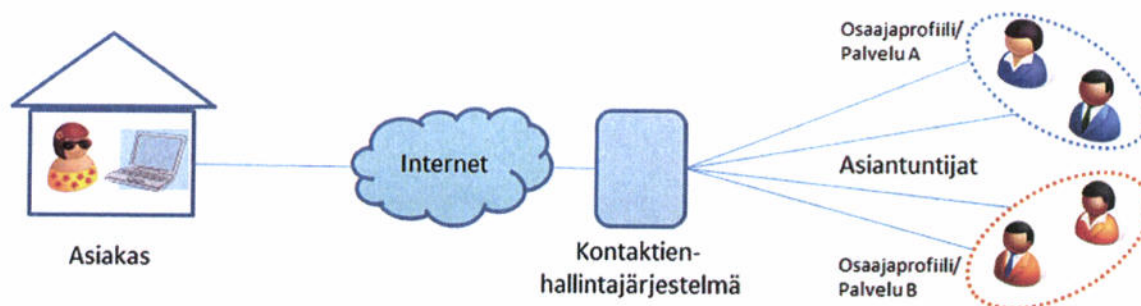 Osaajaprofiili/
Palvelu A
Internet
Asiantuntijat
Asiakas
Kontaktien-
hallintajärjestelmä
Osaajaprofiili/
Palvelu B